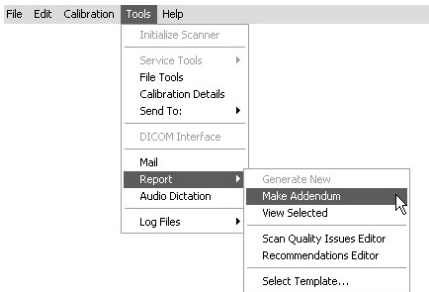 File Edit Calibration Tools Help
Initialize Scanner
Service Tools
File Tools
Calibration Details
Send To:
DICOM Interface
Mail
Report
Audio Dictation
Log Files
Generate New
Make Addendum
View Selected
Scan Quality Issues Editor
Recommendations Editor
Select Template...